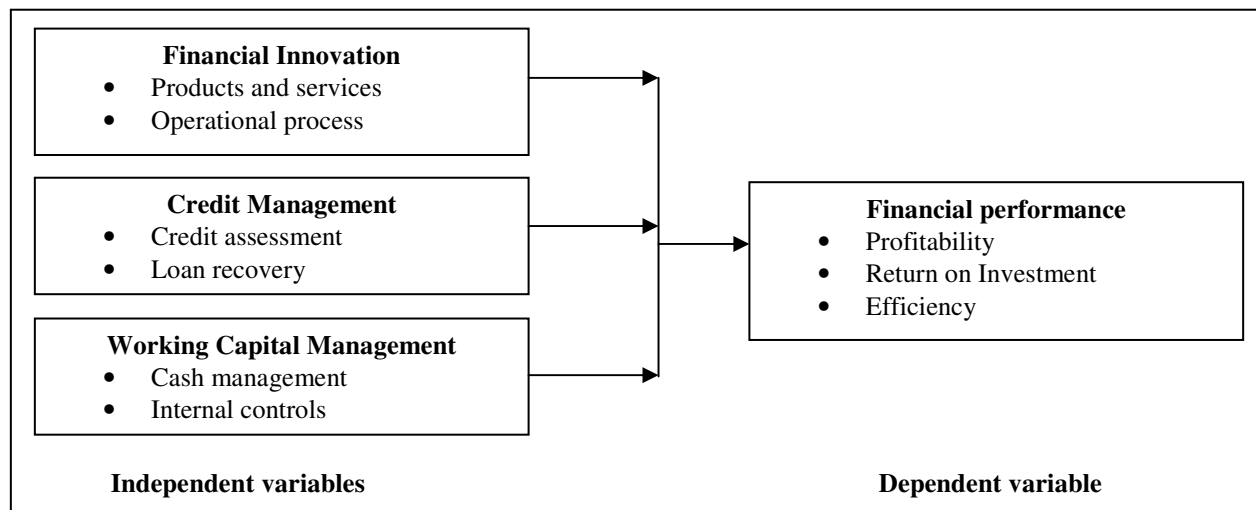 Financial Innovation
• Products and services
• Operational process
Credit Management
• Credit assessment
• Loan recovery
Working Capital Management
• Cash management
• Internal controls
Financial performance
• Profitability
• Return on Investment
• Efficiency
Independent variables
Dependent variable